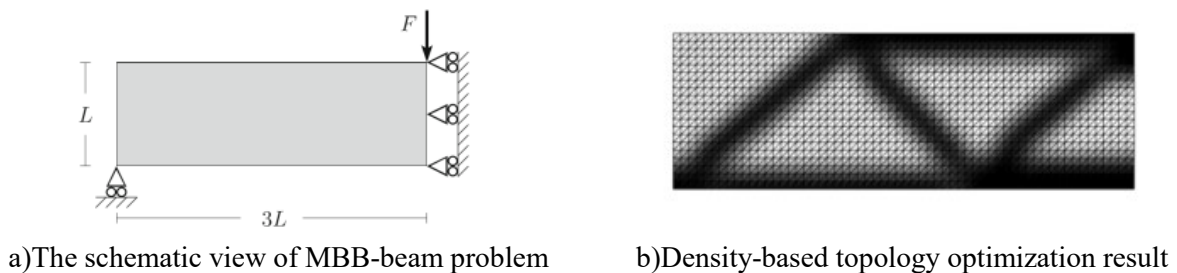 F
L
3L
a)The schematic view of MBB-beam problem
b)Density-based topology optimization result